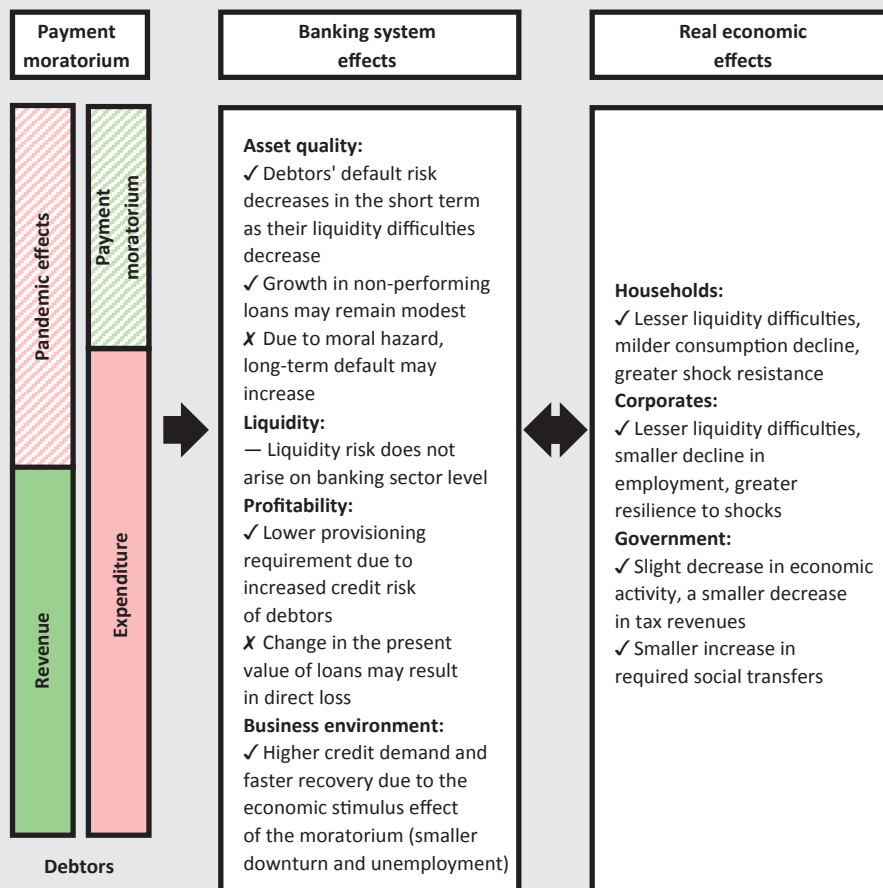 Payment
moratorium
Banking system
effects
Real economic
effects
Pandemic effects
Revenue
Payment
moratorium
Expenditure
Debtors
Asset quality:
✓ Debtors' default risk
decreases in the short term
as their liquidity difficulties
decrease
✓ Growth in non-performing
loans may remain modest
✗ Due to moral hazard,
long-term default may
increase
Liquidity:
— Liquidity risk does not
arise on banking sector level
Profitability:
✓ Lower provisioning
requirement due to
increased credit risk
of debtors
✗ Change in the present
value of loans may result
in direct loss
Business environment:
✓ Higher credit demand and
faster recovery due to the
economic stimulus effect
of the moratorium (smaller
downturn and unemployment)
Households:
✓ Lesser liquidity difficulties,
milder consumption decline,
greater shock resistance
Corporates:
✓ Lesser liquidity difficulties,
smaller decline in
employment, greater
resilience to shocks
Government:
✓ Slight decrease in economic
activity, a smaller decrease
in tax revenues
✓ Smaller increase in
required social transfers